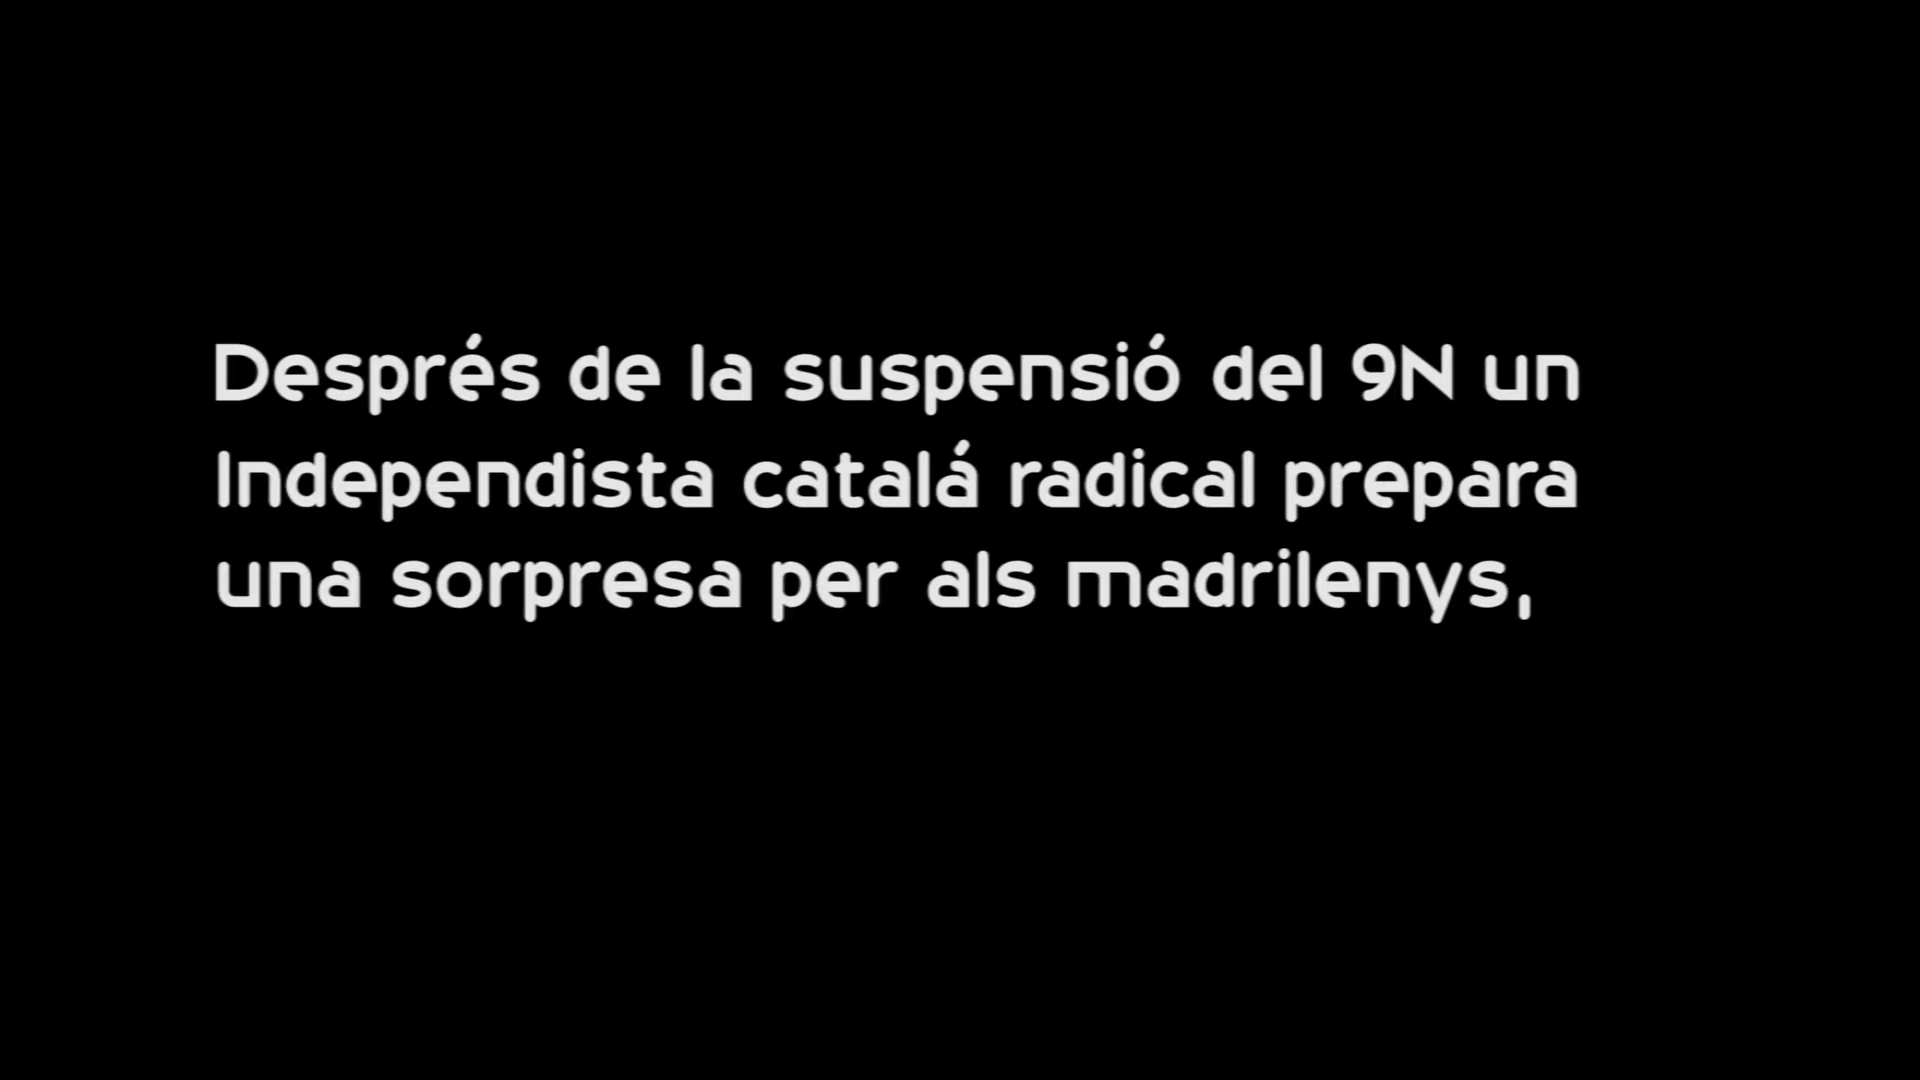 Després de la suspensió del 9N un
Independista catalá radical prepara
una sorpresa per als madrilenys,